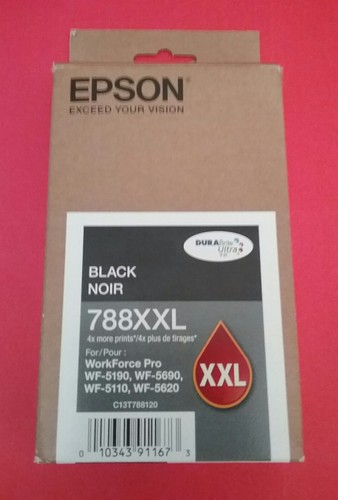 EPSON®
EXCEED YOUR VISION
DURABrite
Ultra
BLACK
NOIR
788XXL
4x more prints*/4x plus de tirages*
For/Pour :
WorkForce Pro
WF-5190, WF-5690,
WF-5110, WF-5620
XXL
C13T788120
0 10343 91167 3